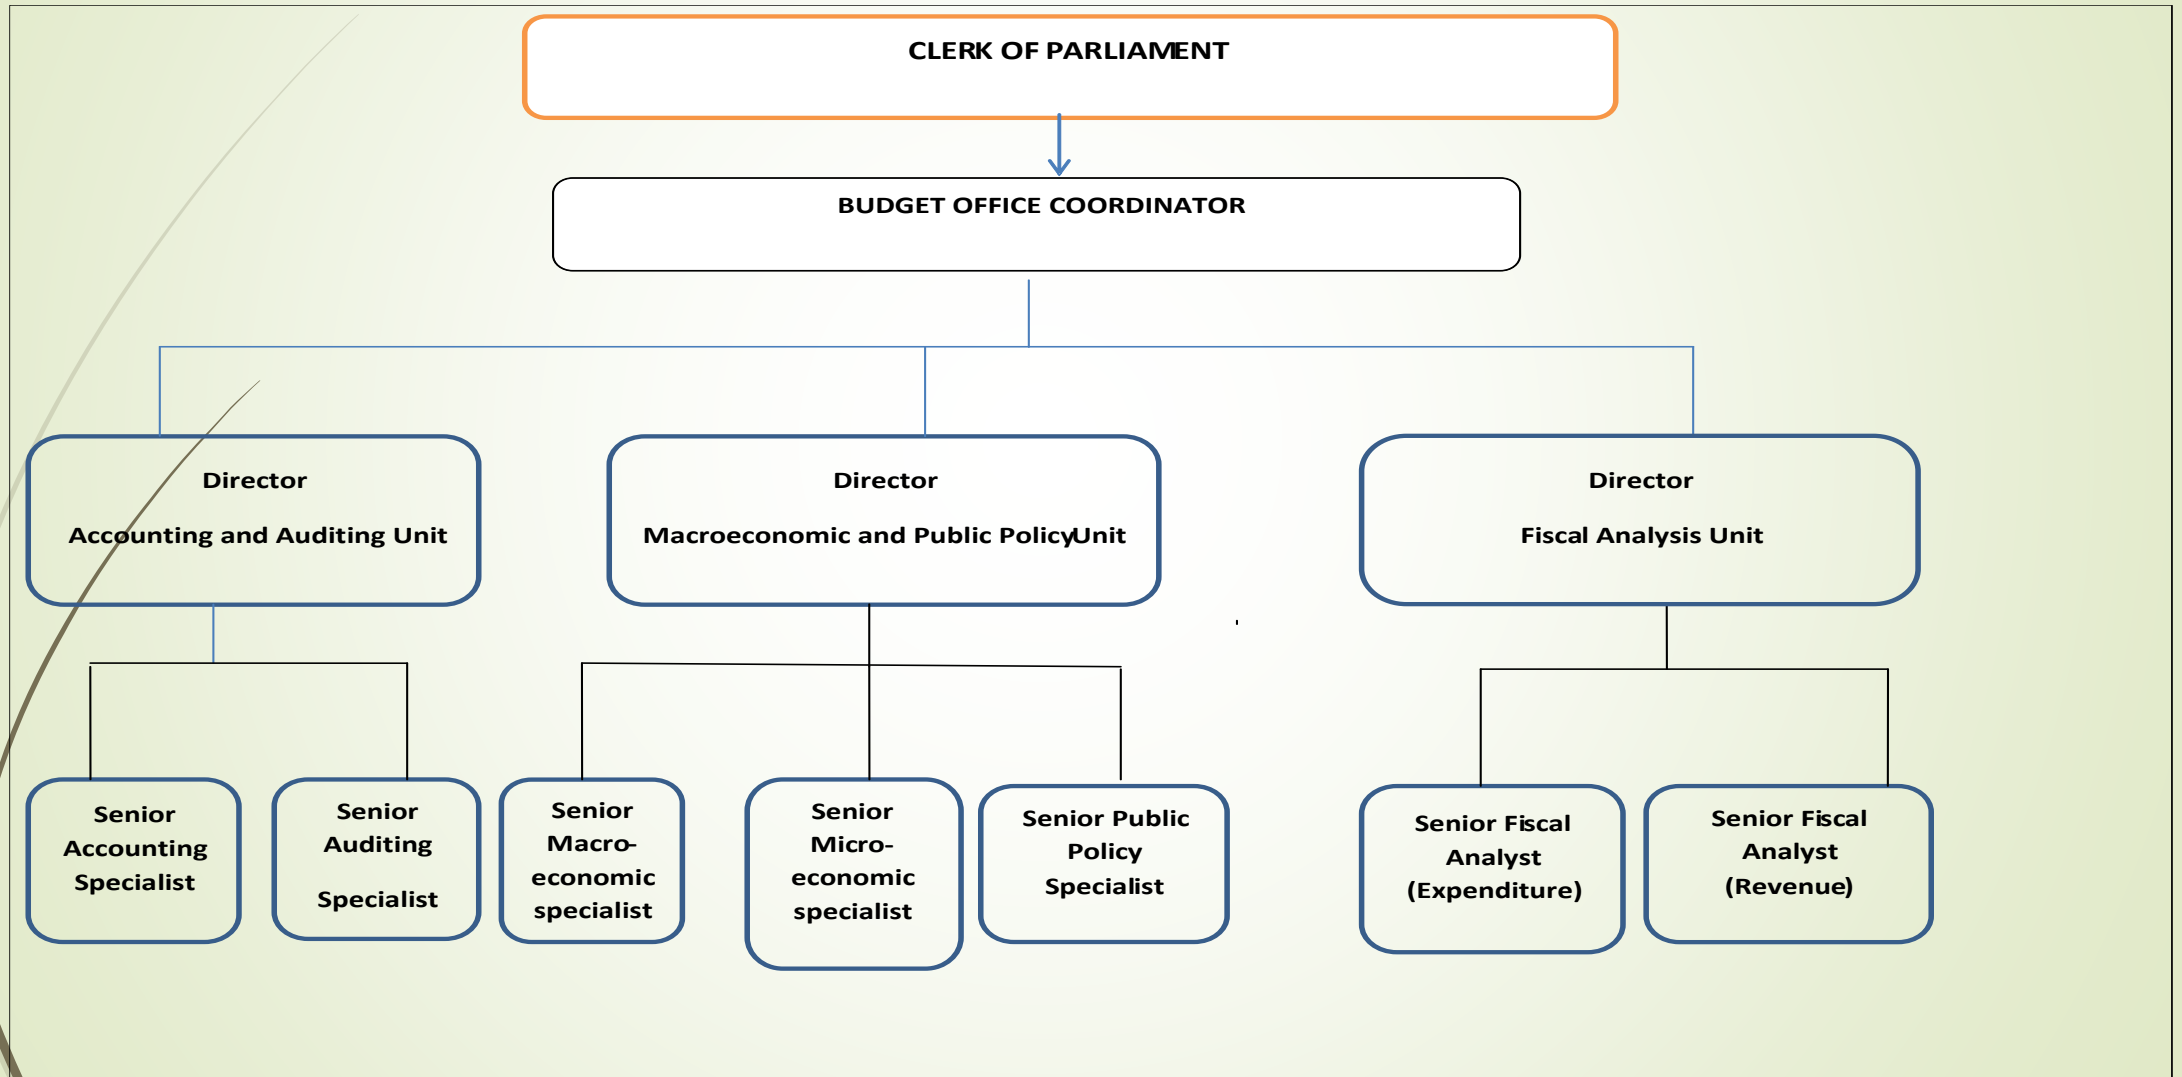 CLERK OF PARLIAMENT
BUDGET OFFICE COORDINATOR
Director
Accounting and Auditing Unit
Director
Macroeconomic and Public PolicyUnit
Director
Fiscal Analysis Unit
Senior
Accounting
Specialist
Senior
Auditing
Specialist
Senior
Macro-
economic
specialist
Senior
Micro-
economic
specialist
Senior Public
Policy
Specialist
Senior Fiscal
Analyst
(Expenditure)
Senior Fiscal
Analyst
(Revenue)